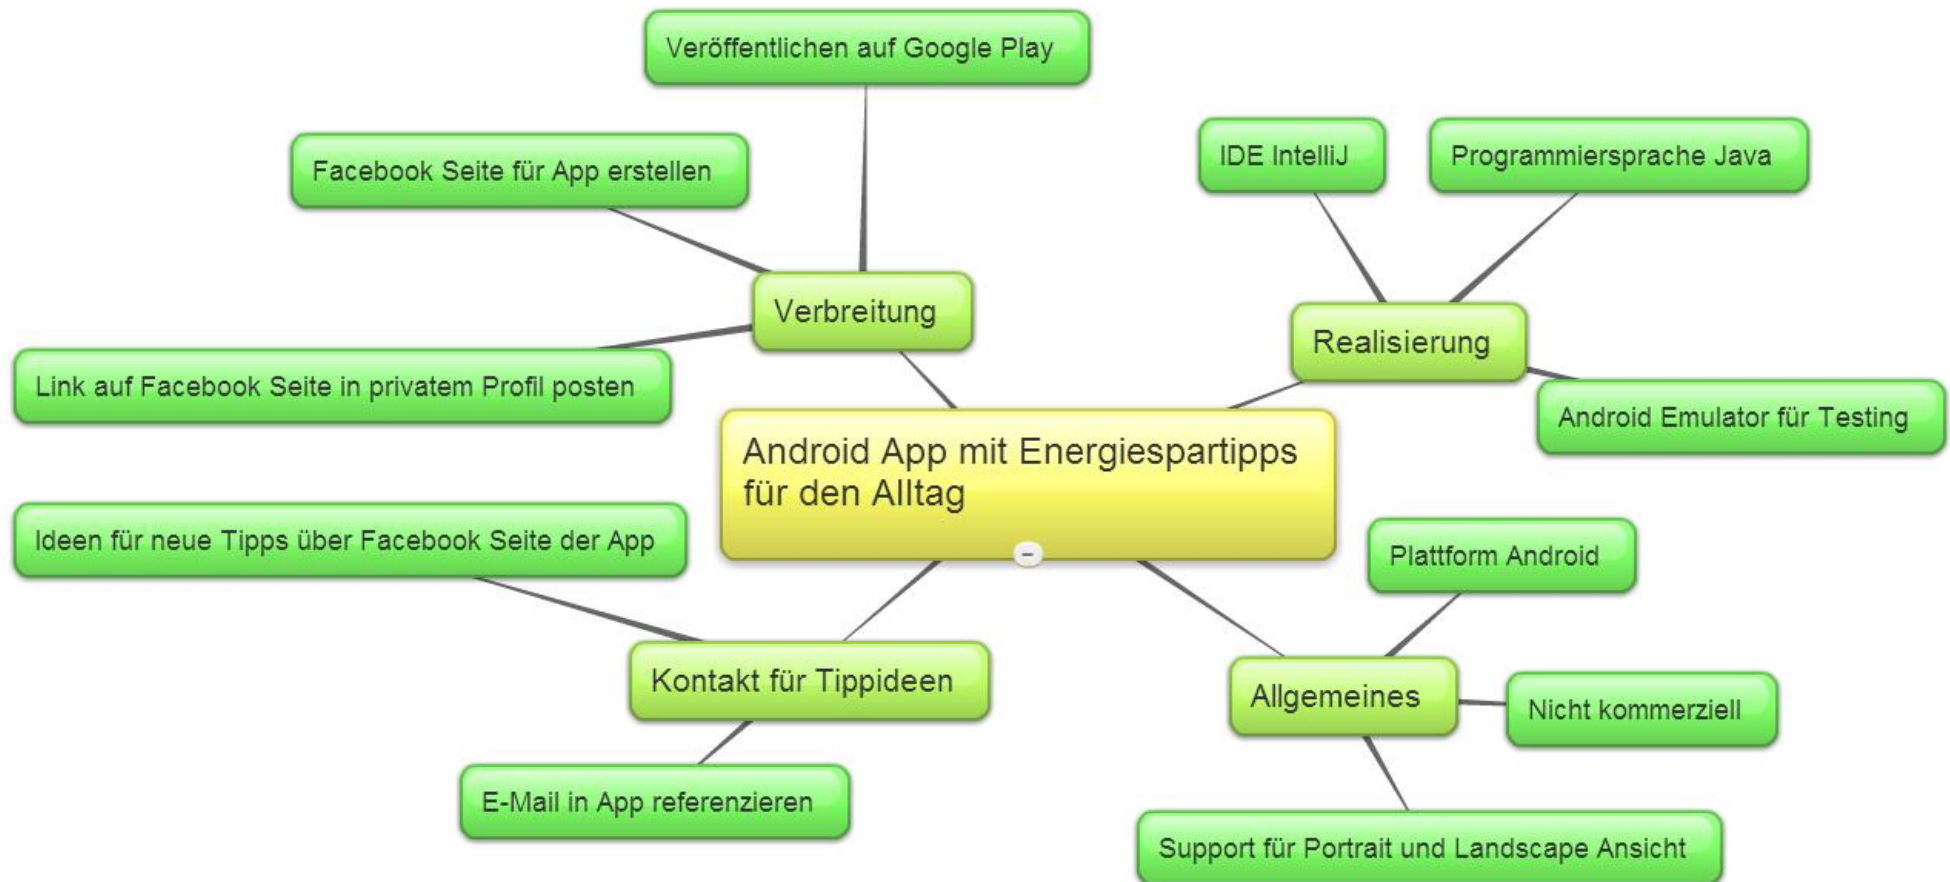 Veröffentlichen auf Google Play
Facebook Seite für App erstellen
IDE IntelliJ
Programmiersprache Java
Verbreitung
Realisierung
Link auf Facebook Seite in privatem Profil posten
Android Emulator für Testing
Android App mit Energiespartipps
für den Alltag
Ideen für neue Tipps über Facebook Seite der App
Plattform Android
Kontakt für Tippideen
Allgemeines
Nicht kommerziell
E-Mail in App referenzieren
Support für Portrait und Landscape Ansicht